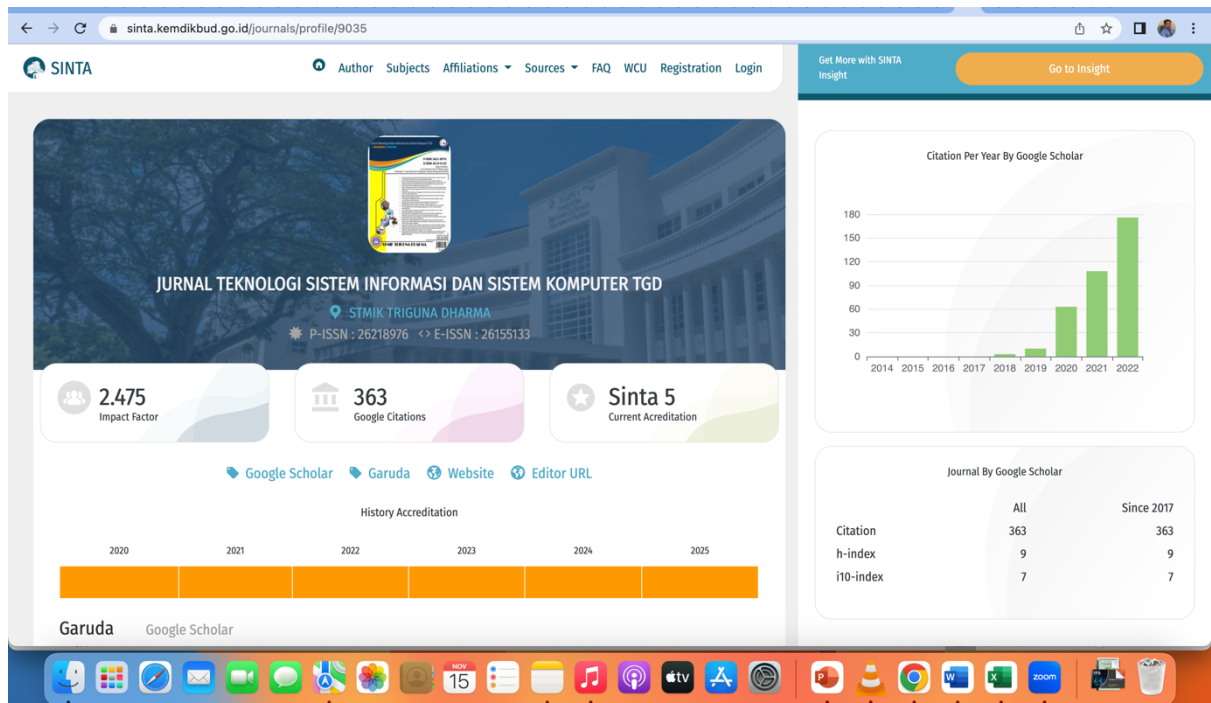 sinta.kemdikbud.go.id/journals/profile/9035
SINTA
Author Subjects Affiliations Sources FAQ WCU Registration Login
Get More with SINTA
Insight
Go to Insight
JURNAL TEKNOLOGI SISTEM INFORMASI DAN SISTEM KOMPUTER TGD
STMIK TRIGUNA DHARMA
P-ISSN : 26218976 <> E-ISSN : 26155133
2.475
Impact Factor
363
Google Citations
Sinta 5
Current Acreditation
Google Scholar Garuda Website Editor URL
History Accreditation
2020 2021 2022 2023 2024 2025
Garuda Google Scholar
Citation Per Year By Google Scholar
180
150
120
90
60
30
0
2014 2015 2016 2017 2018 2019 2020 2021 2022
Journal By Google Scholar
All Since 2017
Citation 363 363
h-index 9 9
i10-index 7 7
NOV
15
tv
P
W
X
zoom